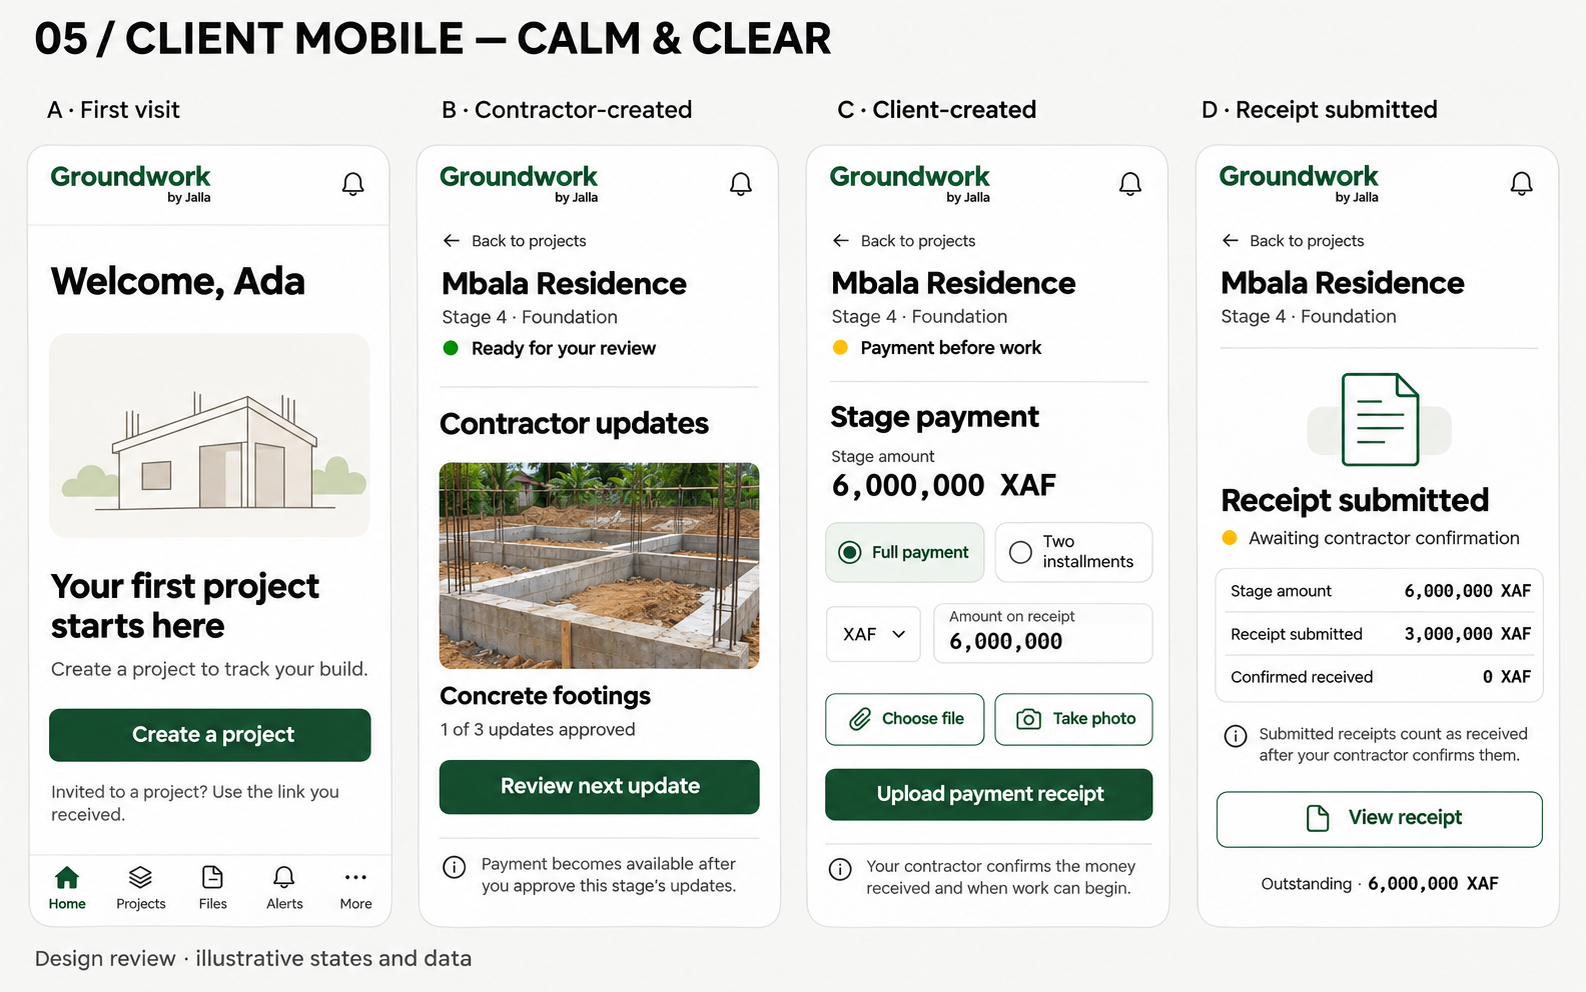 05 / CLIENT MOBILE — CALM & CLEAR
A · First visit
Groundwork
by Jalla
Welcome, Ada
Your first project
starts here
Create a project to track your build.
Create a project
Invited to a project? Use the link you
received.
Home
Projects
Files
Alerts
More
B · Contractor-created
Groundwork
by Jalla
← Back to projects
Mbala Residence
Stage 4 · Foundation
Ready for your review
Contractor updates
Concrete footings
1 of 3 updates approved
Review next update
Payment becomes available after
you approve this stage's updates.
C · Client-created
Groundwork
by Jalla
← Back to projects
Mbala Residence
Stage 4 · Foundation
Payment before work
Stage payment
Stage amount
6,000,000 XAF
Full payment
Two
installments
XAF
Amount on receipt
6,000,000
Choose file
Take photo
Upload payment receipt
Your contractor confirms the money
received and when work can begin.
D · Receipt submitted
Groundwork
by Jalla
← Back to projects
Mbala Residence
Stage 4 · Foundation
Receipt submitted
Awaiting contractor confirmation
Stage amount 6,000,000 XAF
Receipt submitted 3,000,000 XAF
Confirmed received 0 XAF
Submitted receipts count as received
after your contractor confirms them.
View receipt
Outstanding · 6,000,000 XAF
Design review · illustrative states and data